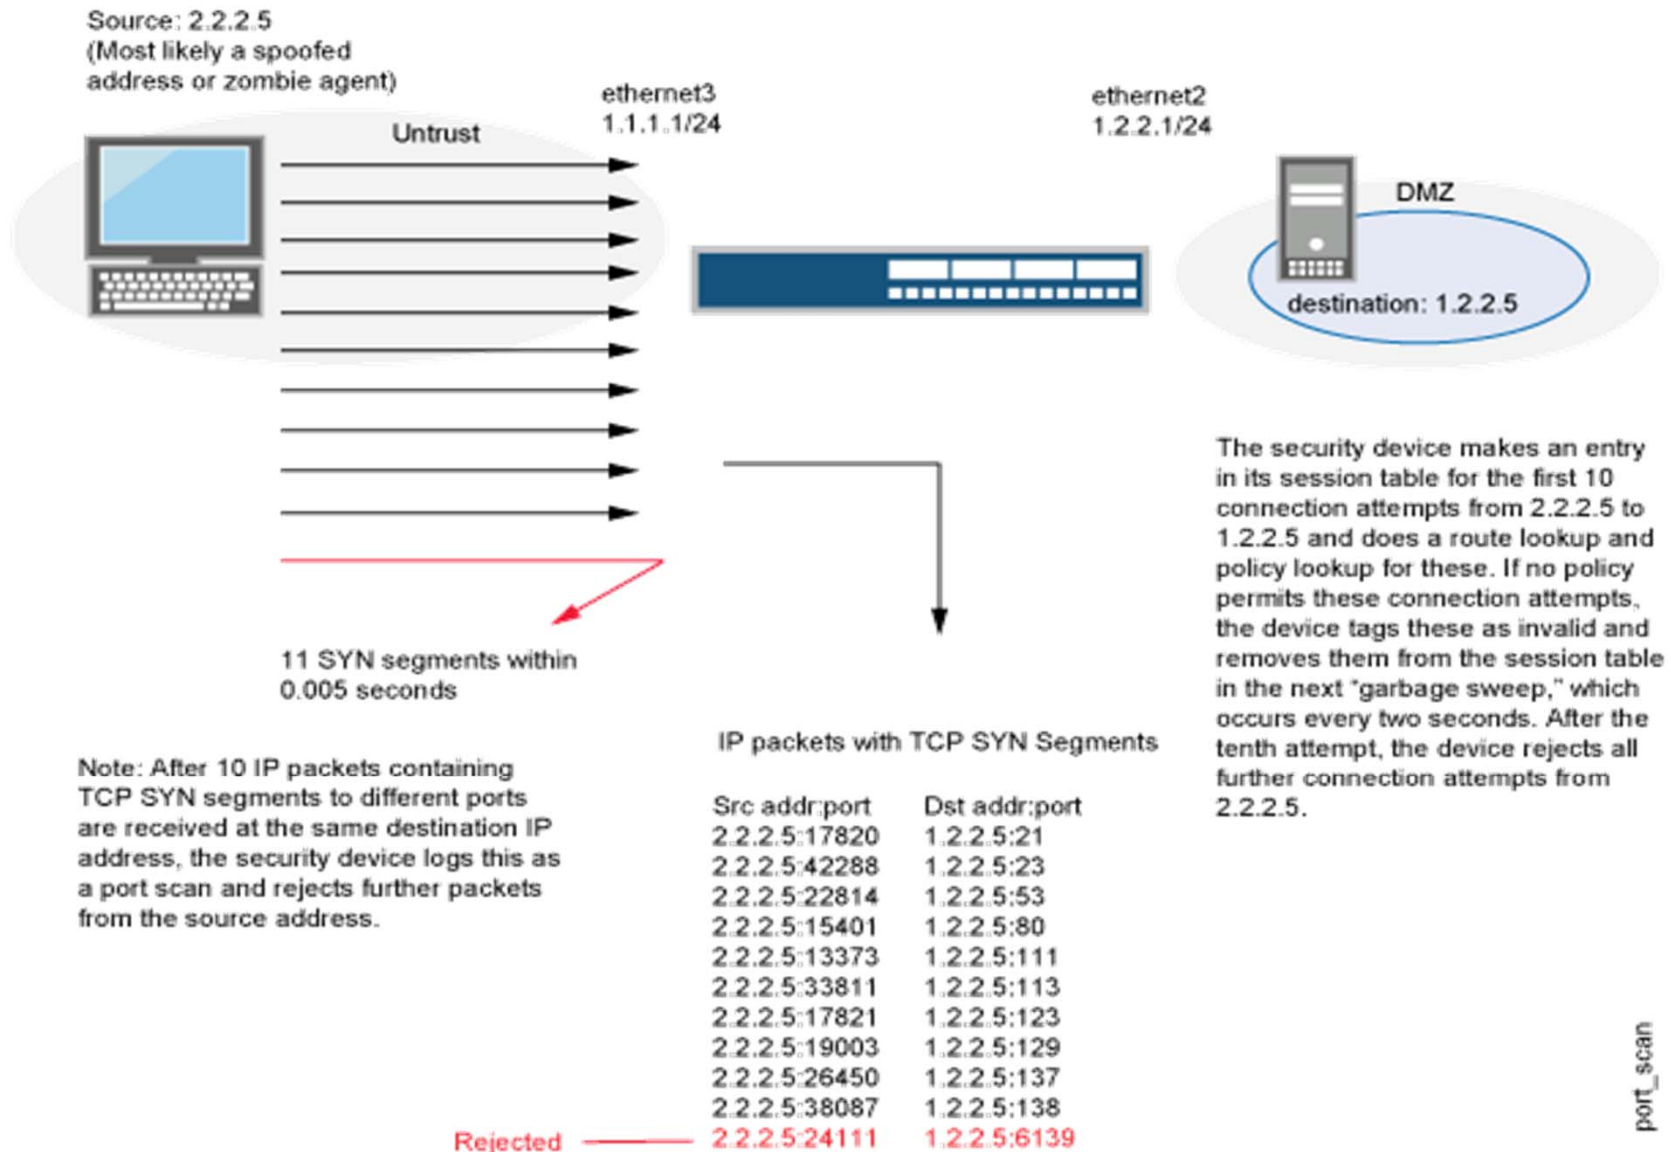 Source: 2.2.2.5
(Most likely a spoofed
address or zombie agent)
Untrust
ethernet3
1.1.1.1/24
ethernet2
1.2.2.1/24
DMZ
destination: 1.2.2.5
11 SYN segments within
0.005 seconds
Note: After 10 IP packets containing
TCP SYN segments to different ports
are received at the same destination IP
address, the security device logs this as
a port scan and rejects further packets
from the source address.
The security device makes an entry
in its session table for the first 10
connection attempts from 2.2.2.5 to
1.2.2.5 and does a route lookup and
policy lookup for these. If no policy
permits these connection attempts,
the device tags these as invalid and
removes them from the session table
in the next "garbage sweep," which
occurs every two seconds. After the
tenth attempt, the device rejects all
further connection attempts from
2.2.2.5.
IP packets with TCP SYN Segments
Src addr:port Dst addr:port
2.2.2.5:17820 1.2.2.5:21
2.2.2.5:42288 1.2.2.5:23
2.2.2.5:22814 1.2.2.5:53
2.2.2.5:15401 1.2.2.5:80
2.2.2.5:13373 1.2.2.5:111
2.2.2.5:33811 1.2.2.5:113
2.2.2.5:17821 1.2.2.5:123
2.2.2.5:19003 1.2.2.5:129
2.2.2.5:26450 1.2.2.5:137
2.2.2.5:38087 1.2.2.5:138
Rejected 2.2.2.5:24111 1.2.2.5:6139
port_scan